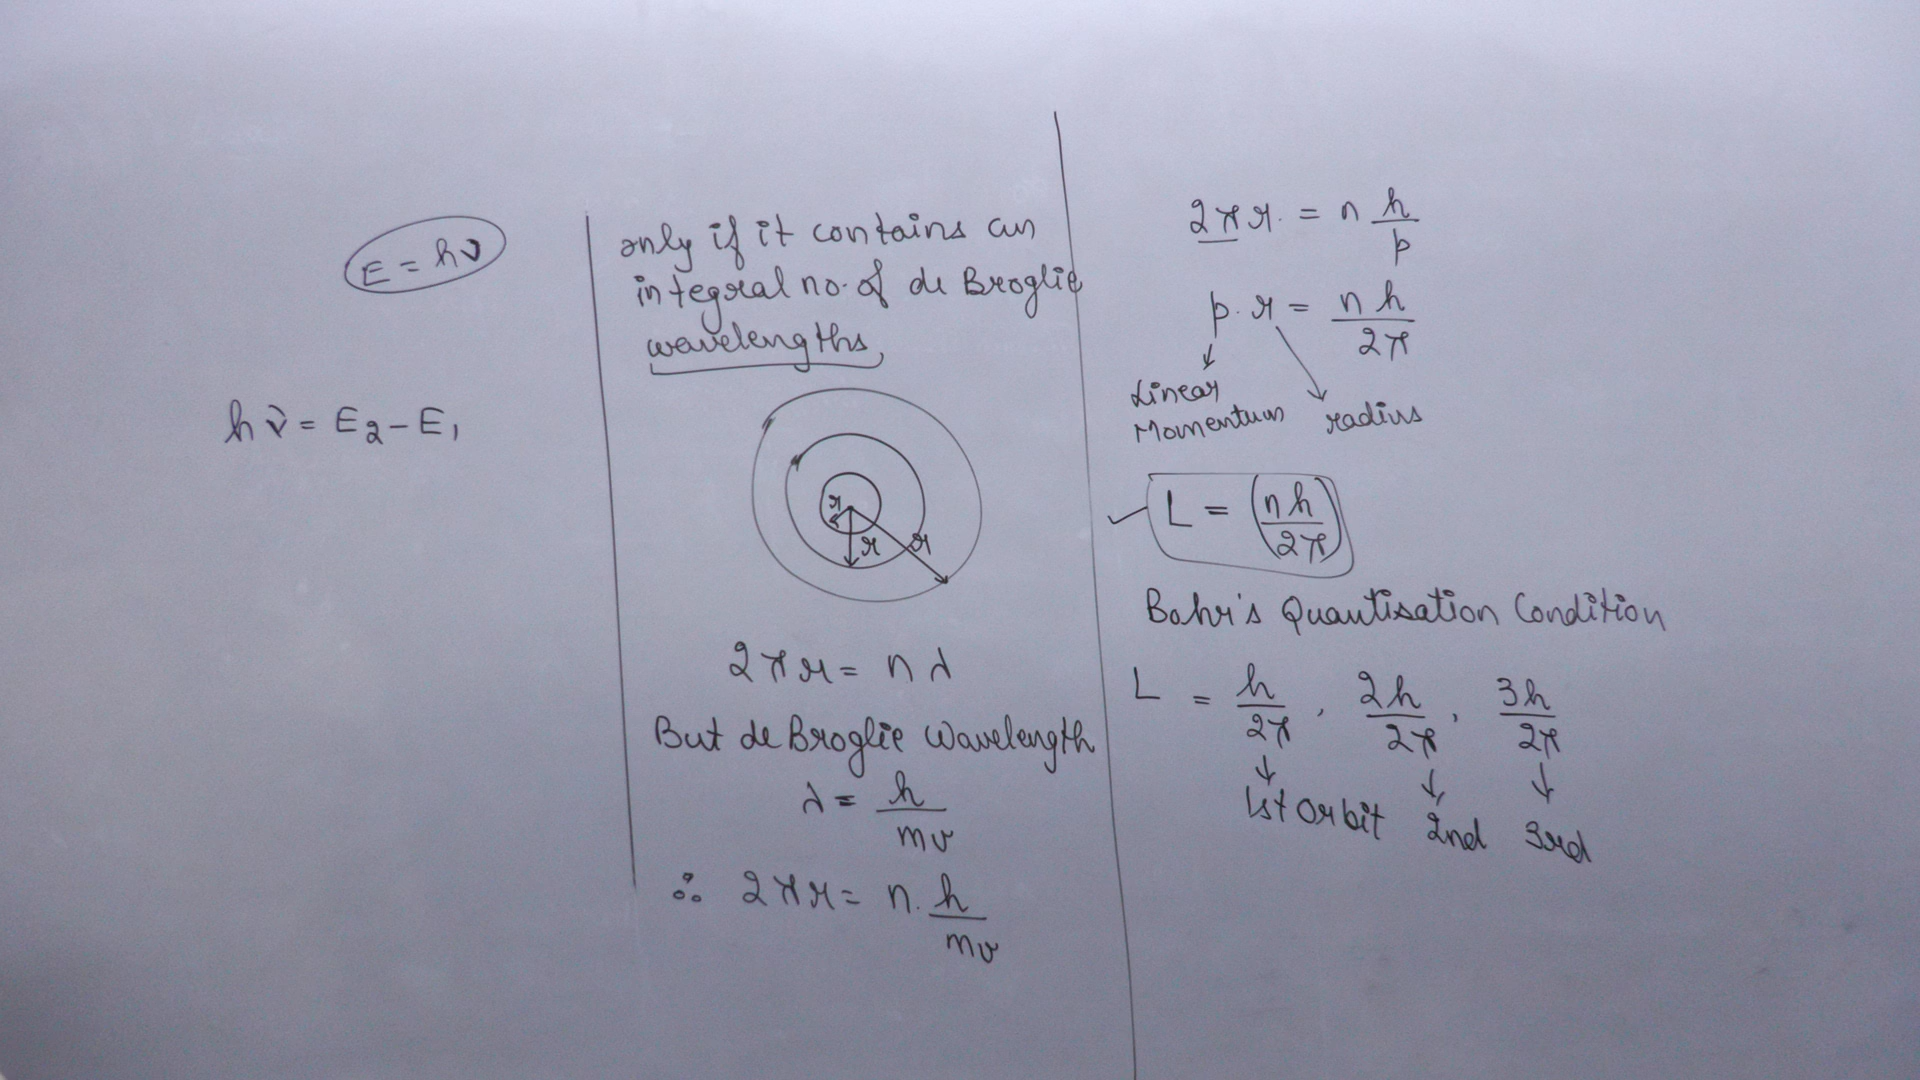 E = hν
hν = E₂ - E₁
only if it contains an
integral no. of de Broglie
wavelengths,
r
r
r
2πr = nλ
But de Broglie Wavelength
λ = h/mv
∴ 2πr = n. h/mv
2πr. = n h/p
p. r = nh/2π
Linear
Momentum
radius
✓ L = (nh/2π)
Bohr's Quantisation Condition
L = h/2π , 2h/2π , 3h/2π
1st Orbit 2nd 3rd